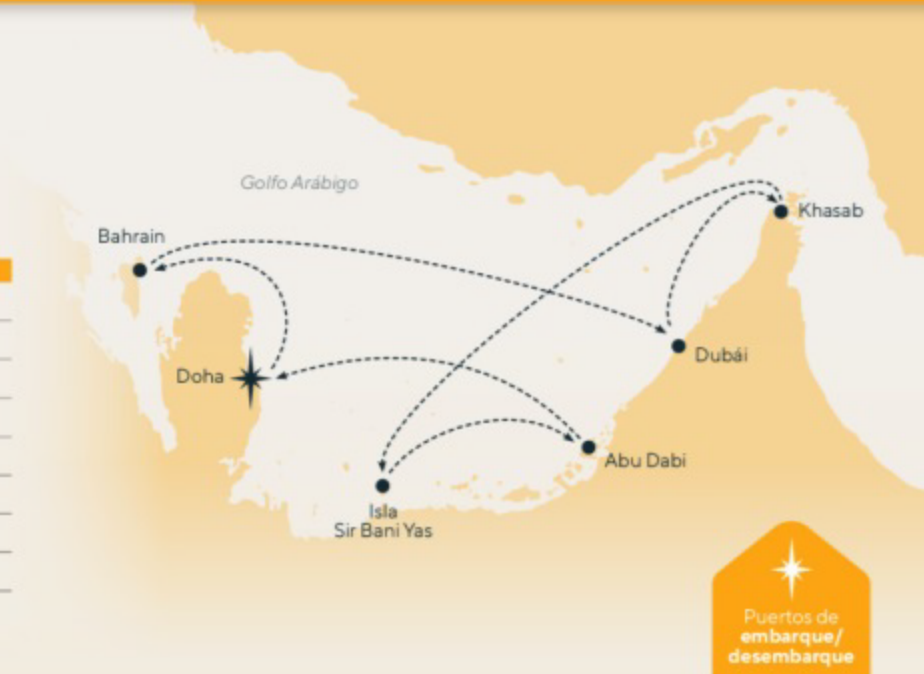 Golfo Arábigo
Khasab
Bahrain
Dubái
Doha
Abu Dabi
Isla
Sir Bani Yas
Puertos de
embarque/
desembarque